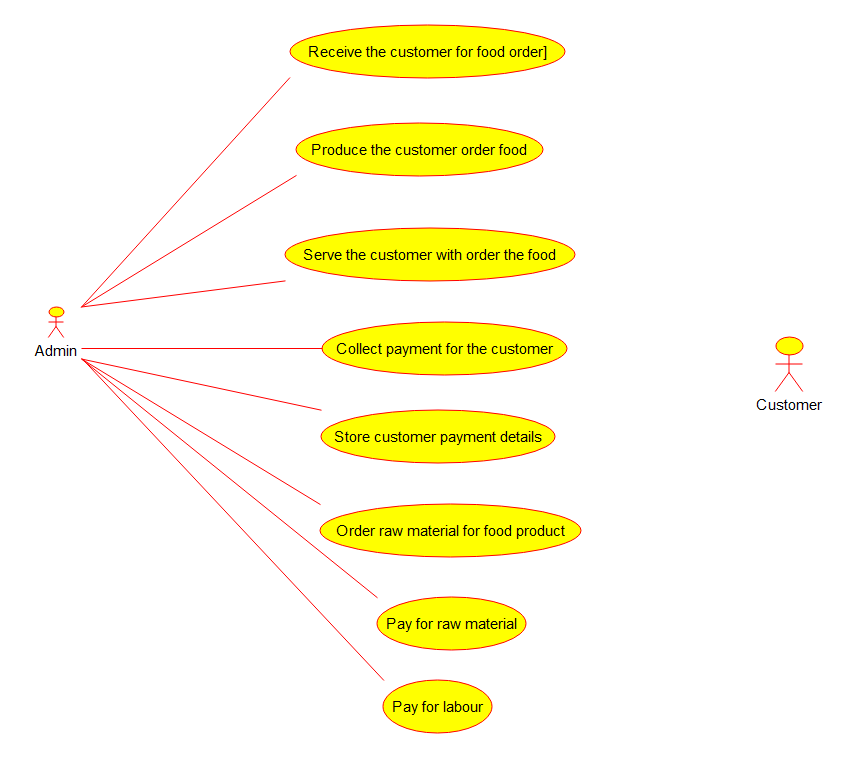 Receive the customer for food order]
Produce the customer order food
Serve the customer with order the food
Admin
Collect payment for the customer
Customer
Store customer payment details
Order raw material for food product
Pay for raw material
Pay for labour